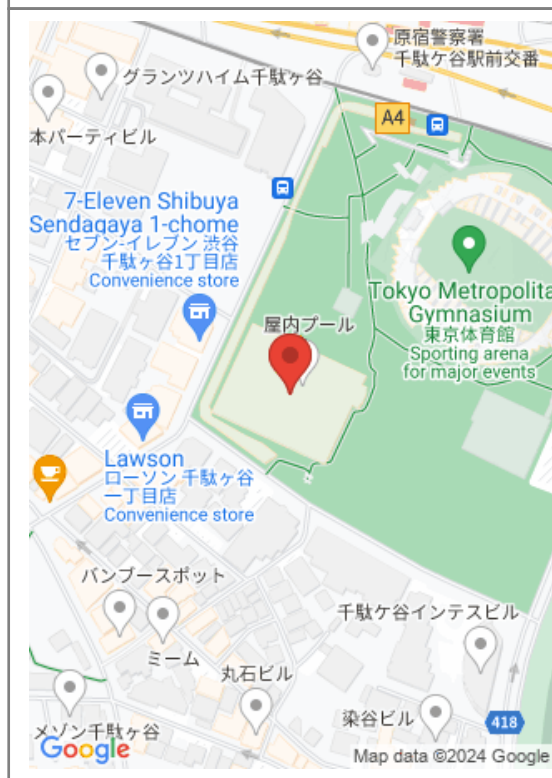 原宿警察署
千駄ケ谷駅前交番
グランツハイム千駄ヶ谷
A4
本パーティビル
7-Eleven Shibuya
Sendagaya 1-chome
セブン-イレブン 渋谷
千駄ヶ谷1丁目店
Convenience store
屋内プール
Tokyo Metropolita
Gymnasium
東京体育館
Sporting arena
for major events
Lawson
ローソン 千駄ヶ谷
一丁目店
Convenience store
バンブースポット
ミーム
千駄ケ谷インテスビル
丸石ビル
メゾン千駄ヶ谷
染谷ビル
418
Google
Map data ©2024 Google